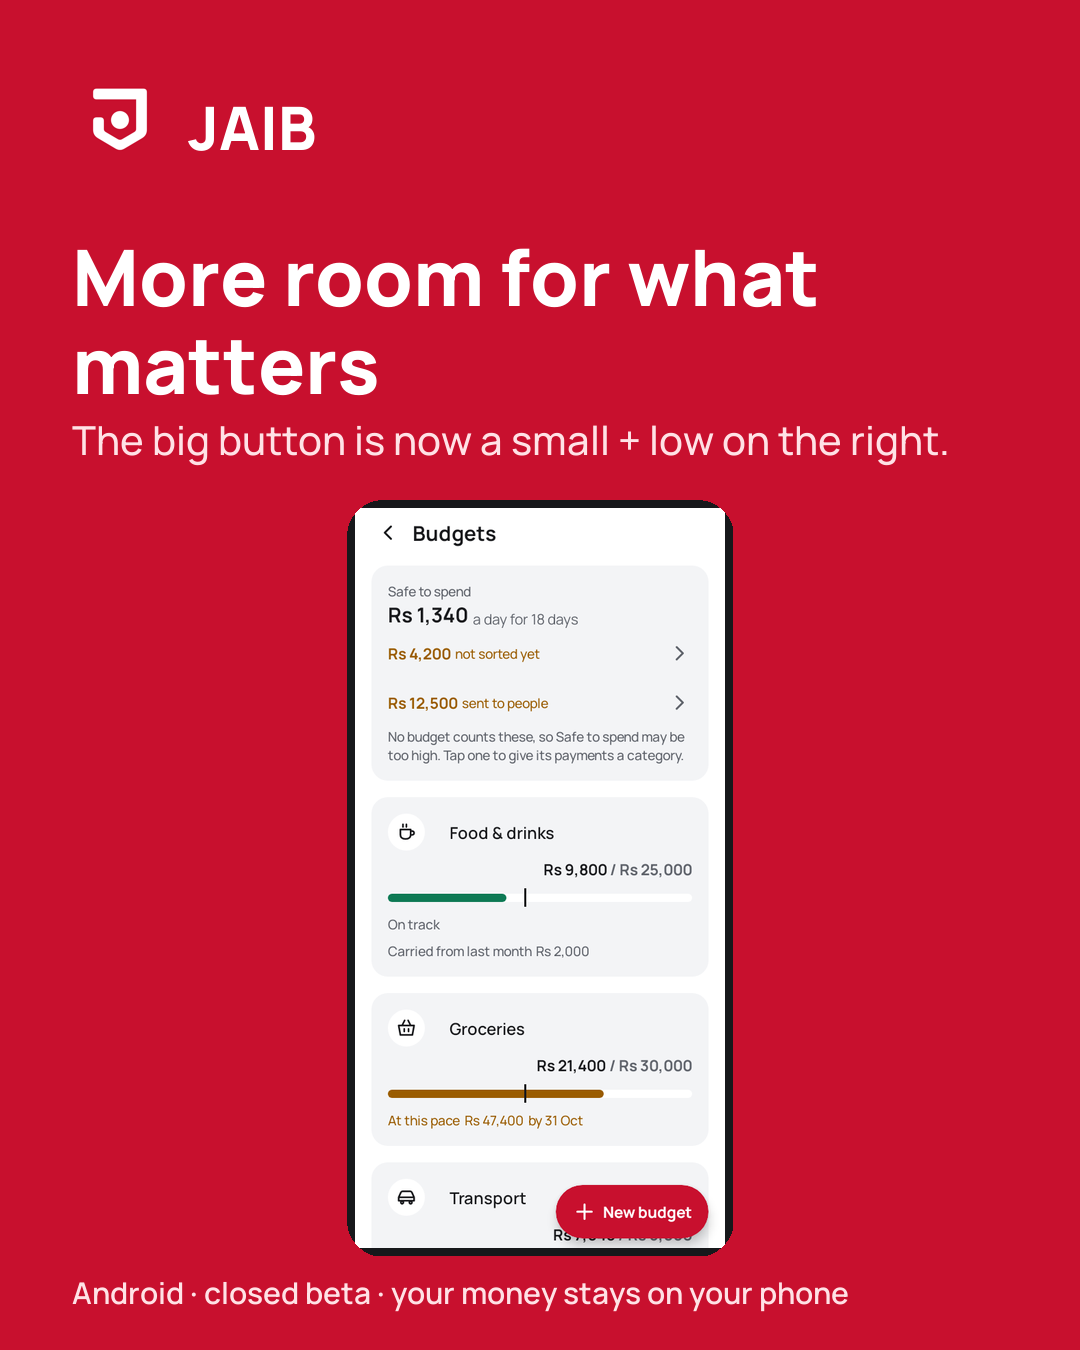 JAIB
More room for what
matters
The big button is now a small + low on the right.
Budgets
Safe to spend
Rs 1,340 a day for 18 days
Rs 4,200 not sorted yet
Rs 12,500 sent to people
No budget counts these, so Safe to spend may be
too high. Tap one to give its payments a category.
Food & drinks
Rs 9,800 / Rs 25,000
On track
Carried from last month Rs 2,000
Groceries
Rs 21,400 / Rs 30,000
At this pace Rs 47,400 by 31 Oct
Transport
New budget
Android · closed beta · your money stays on your phone